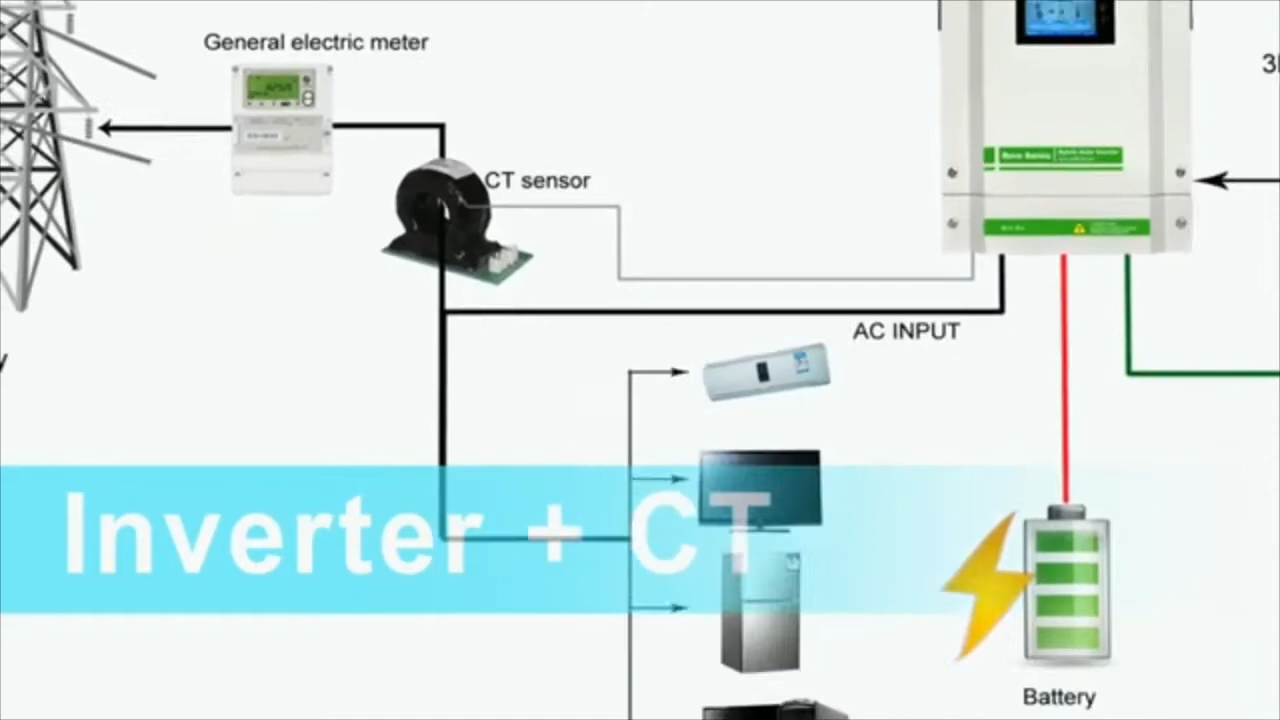 General electric meter
CT sensor
AC INPUT
Inverter + CT
Battery